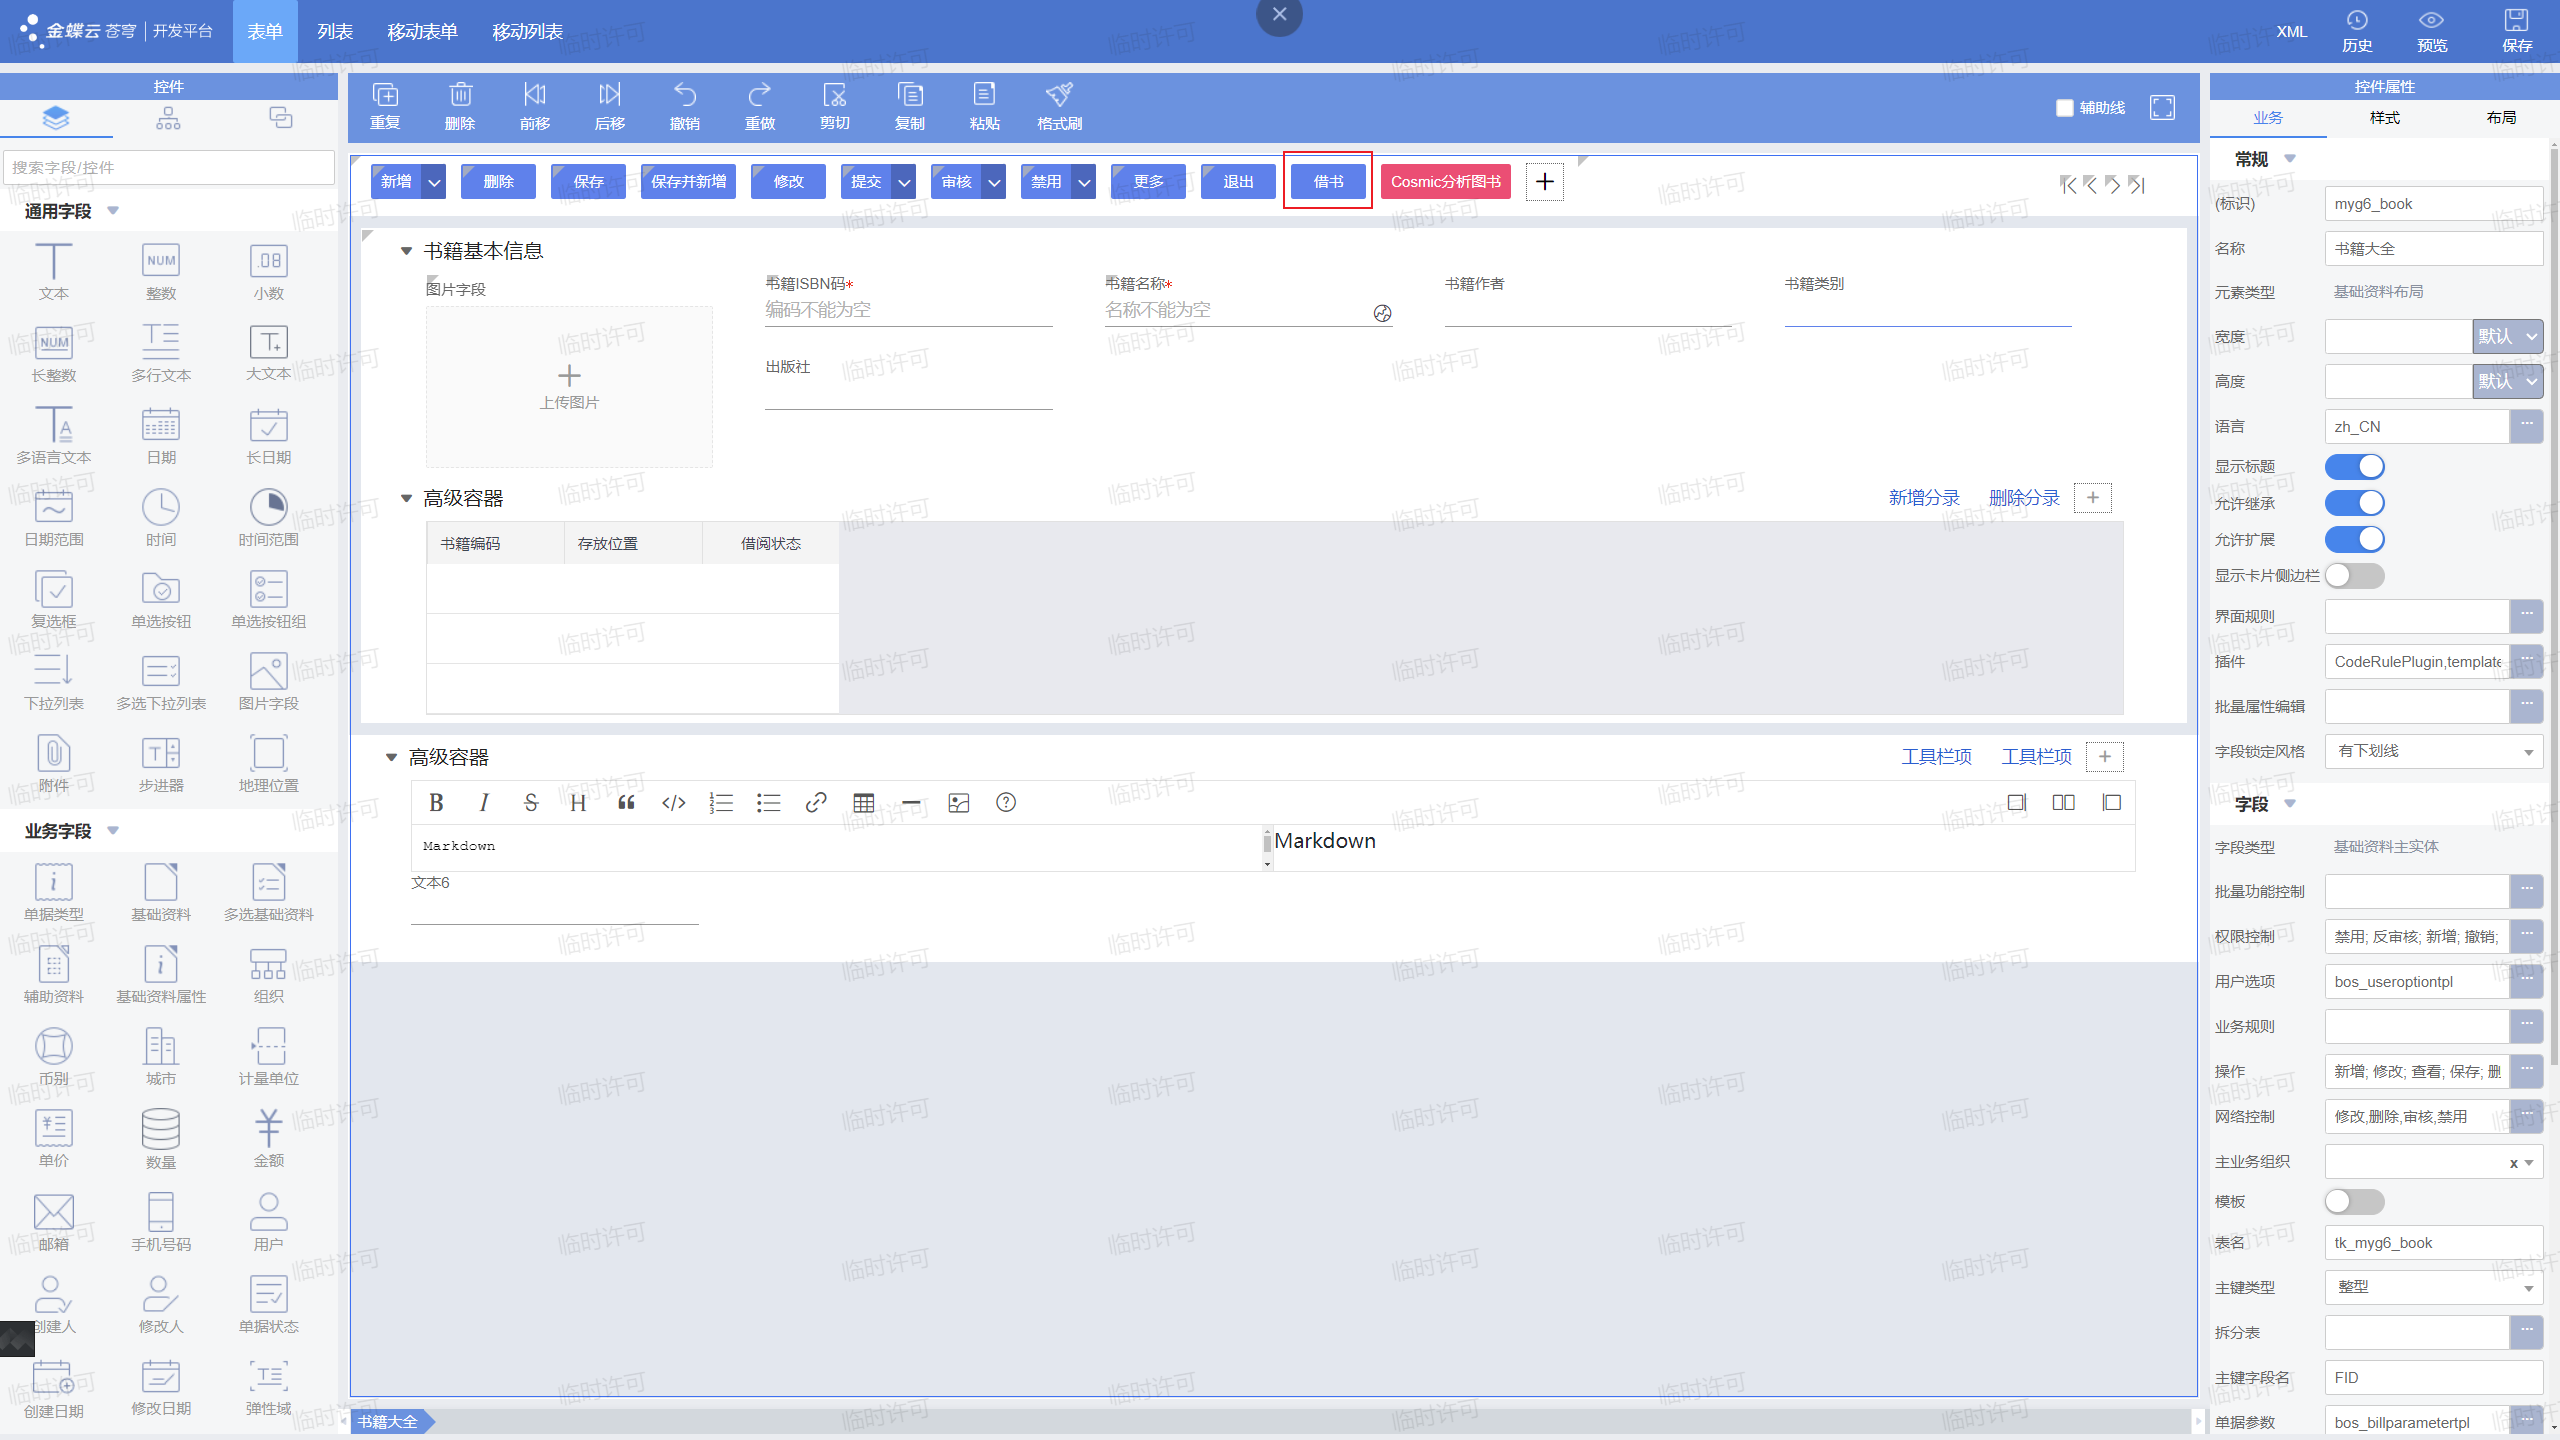 金蝶云 苍穹 开发平台 表单 列表 移动表单 移动列表 XML 历史 预览 保存
控件
搜索字段/控件
通用字段
文本 整数 小数
长整数 多行文本 大文本
多语言文本 日期 长日期
日期范围 时间 时间范围
复选框 单选按钮 单选按钮组
下拉列表 多选下拉列表 图片字段
附件 步进器 地理位置
业务字段
单据类型 基础资料 多选基础资料
辅助资料 基础资料属性 组织
币别 城市 计量单位
单价 数量 金额
邮箱 手机号码 用户
创建人 修改人 单据状态
创建日期 修改日期 弹性域
重复 删除 前移 后移 撤销 重做 剪切 复制 粘贴 格式刷 辅助线
新增 删除 保存 保存并新增 修改 提交 审核 禁用 更多 退出 借书 Cosmic分析图书
书籍基本信息
图片字段 书籍ISBN码* 书籍名称* 书籍作者 书籍类别
编码不能为空 名称不能为空
出版社
上传图片
高级容器 新增分录 删除分录
书籍编码 存放位置 借阅状态
高级容器 工具栏项 工具栏项
Markdown Markdown
文本6
书籍大全
控件属性
业务 样式 布局
常规
(标识) myg6_book
名称 书籍大全
元素类型 基础资料布局
宽度 默认
高度 默认
语言 zh_CN
显示标题
允许继承
允许扩展
显示卡片侧边栏
界面规则
插件 CodeRulePlugin,template
批量属性编辑
字段锁定风格 有下划线
字段
字段类型 基础资料主实体
批量功能控制
权限控制 禁用; 反审核; 新增; 撤销;
用户选项 bos_useroptiontpl
业务规则
操作 新增; 修改; 查看; 保存; 删
网络控制 修改,删除,审核,禁用
主业务组织 x
模板
表名 tk_myg6_book
主键类型 整型
拆分表
主键字段名 FID
单据参数 bos_billparametertpl
临时许可